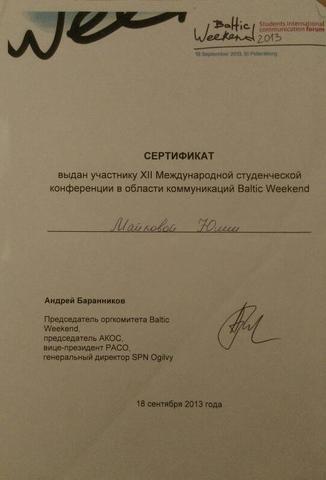 Wee
Baltic
Weekend 2013
Students international
communication forum
18 September 2013, St Petersburg
СЕРТИФИКАТ
выдан участнику XII Международной студенческой
конференции в области коммуникаций Baltic Weekend
Майковой Юлии
Андрей Баранников
Председатель оргкомитета Baltic
Weekend,
председатель АКОС,
вице-президент РАСО,
генеральный директор SPN Ogilvy
18 сентября 2013 года